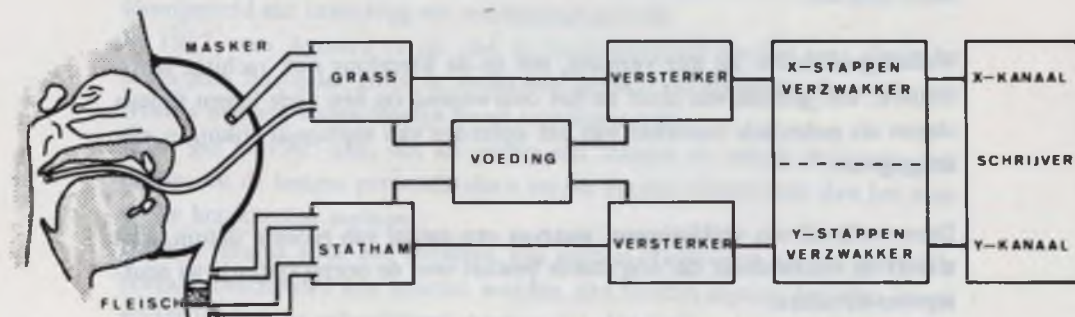 MASKER
GRASS
VERSTERKER
X-STAPPEN
VERZWAKKER
X-KANAAL
VOEDING
SCHRIJVER
STATHAM
VERSTERKER
Y-STAPPEN
VERZWAKKER
Y-KANAAL
FLEISCH